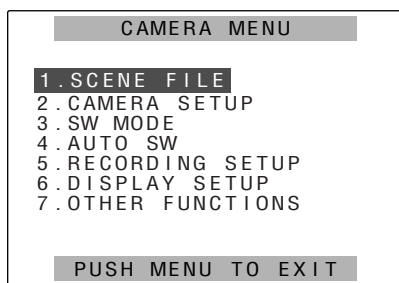 CAMERA MENU
1.SCENE FILE
2.CAMERA SETUP
3.SW MODE
4.AUTO SW
5.RECORDING SETUP
6.DISPLAY SETUP
7.OTHER FUNCTIONS
PUSH MENU TO EXIT